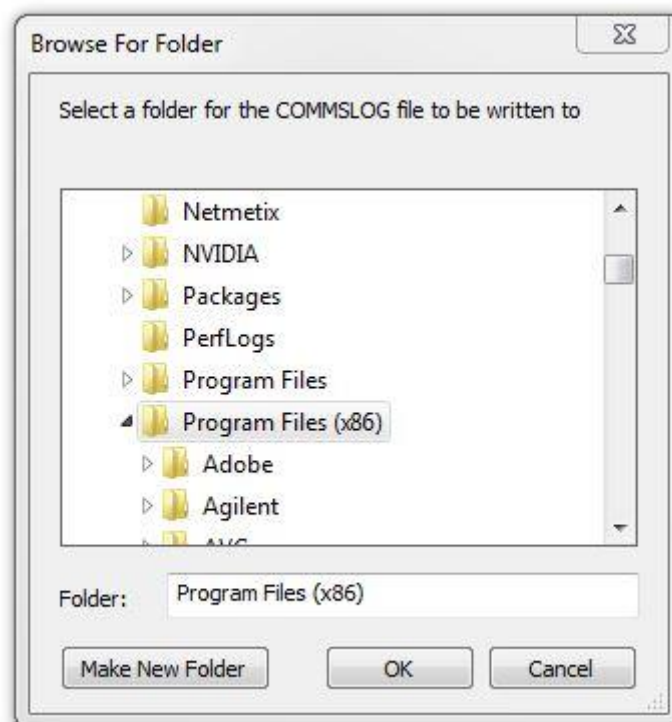 Browse For Folder
Select a folder for the COMMSLOG file to be written to
Netmetix
NVIDIA
Packages
PerfLogs
Program Files
Program Files (x86)
Adobe
Agilent
Folder: Program Files (x86)
Make New Folder OK Cancel